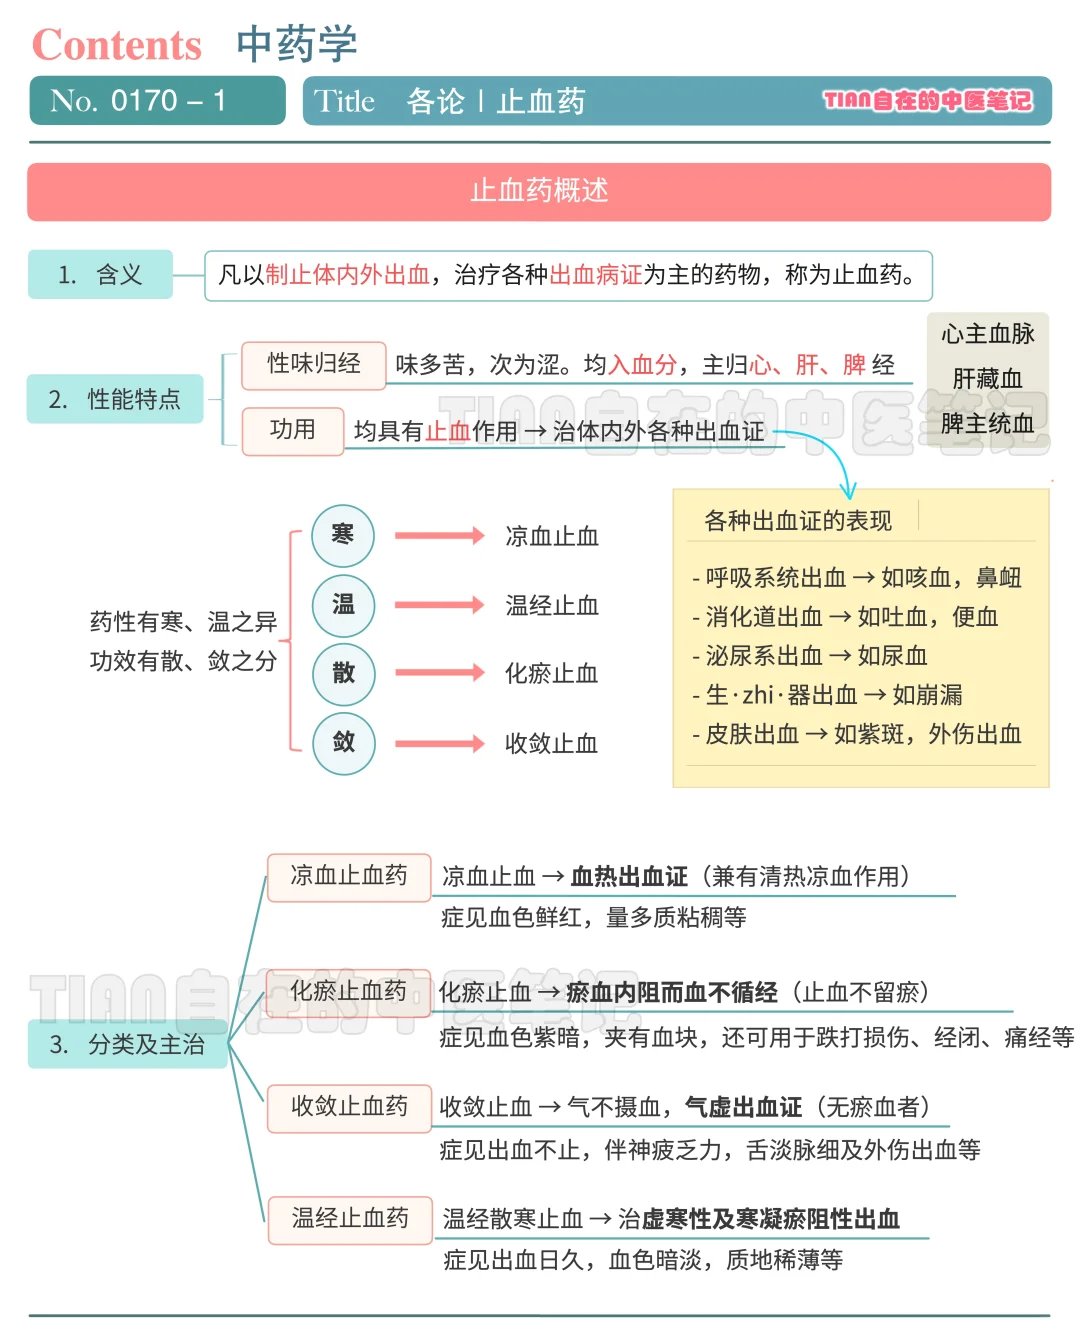 Contents 中药学
No. 0170 – 1
Title 各论 | 止血药
TIAN自在的中医笔记
止血药概述
1. 含义
凡以制止体内外出血，治疗各种出血病证为主的药物，称为止血药。
2. 性能特点
性味归经
味多苦，次为涩。均入血分，主归心、肝、脾 经
心主血脉
肝藏血
脾主统血
功用
均具有止血作用 → 治体内外各种出血证
TIAN自在的中医笔记
药性有寒、温之异
功效有散、敛之分
寒 凉血止血
温 温经止血
散 化瘀止血
敛 收敛止血
各种出血证的表现
- 呼吸系统出血 → 如咳血，鼻衄
- 消化道出血 → 如吐血，便血
- 泌尿系出血 → 如尿血
- 生·zhi·器出血 → 如崩漏
- 皮肤出血 → 如紫斑，外伤出血
3. 分类及主治
TIAN自在的中医笔记
凉血止血药
凉血止血 → 血热出血证（兼有清热凉血作用）
症见血色鲜红，量多质粘稠等
化瘀止血药
化瘀止血 → 瘀血内阻而血不循经（止血不留瘀）
症见血色紫暗，夹有血块，还可用于跌打损伤、经闭、痛经等
收敛止血药
收敛止血 → 气不摄血，气虚出血证（无瘀血者）
症见出血不止，伴神疲乏力，舌淡脉细及外伤出血等
温经止血药
温经散寒止血 → 治虚寒性及寒凝瘀阻性出血
症见出血日久，血色暗淡，质地稀薄等